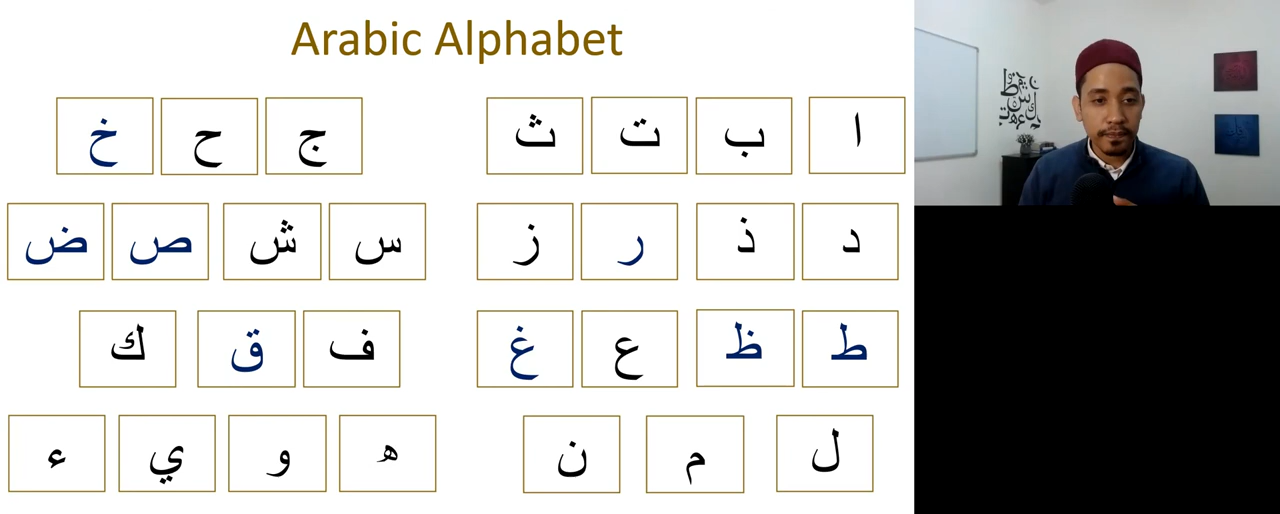 Arabic Alphabet
ا ب ت ث ج ح خ
د ذ ر ز س ش ص ض
ط ظ ع غ ف ق ك
ل م ن ه و ي ء